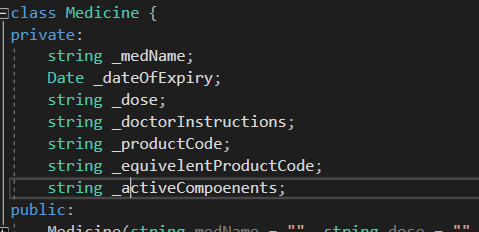 class Medicine {
private:
string _medName;
Date _dateOfExpiry;
string _dose;
string _doctorInstructions;
string _productCode;
string _equivelentProductCode;
string _activeCompoenents;
public:
Medicine(string medName = "", string dose = ""